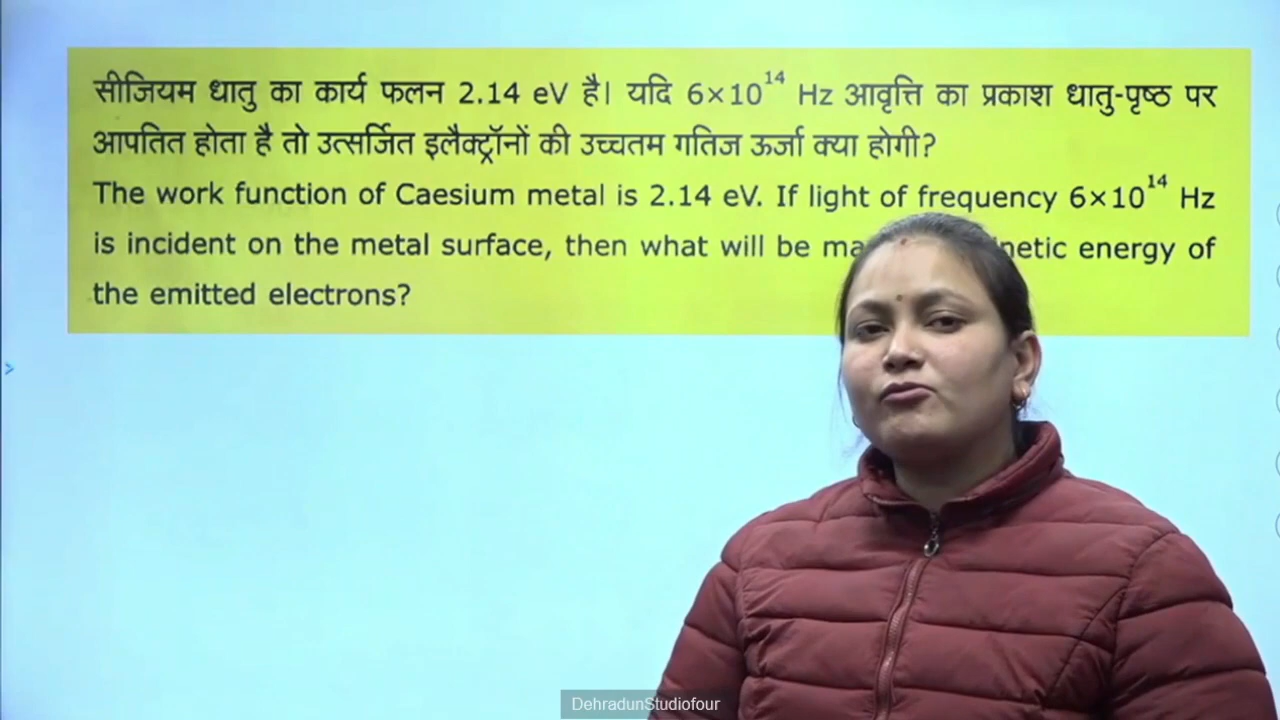 सीजियम धातु का कार्य फलन 2.14 eV है। यदि 6×10¹⁴ Hz आवृत्ति का प्रकाश धातु-पृष्ठ पर
आपतित होता है तो उत्सर्जित इलैक्ट्रॉनों की उच्चतम गतिज ऊर्जा क्या होगी?
The work function of Caesium metal is 2.14 eV. If light of frequency 6×10¹⁴ Hz
is incident on the metal surface, then what will be energy of
the emitted electrons?
DehradunStudiofour